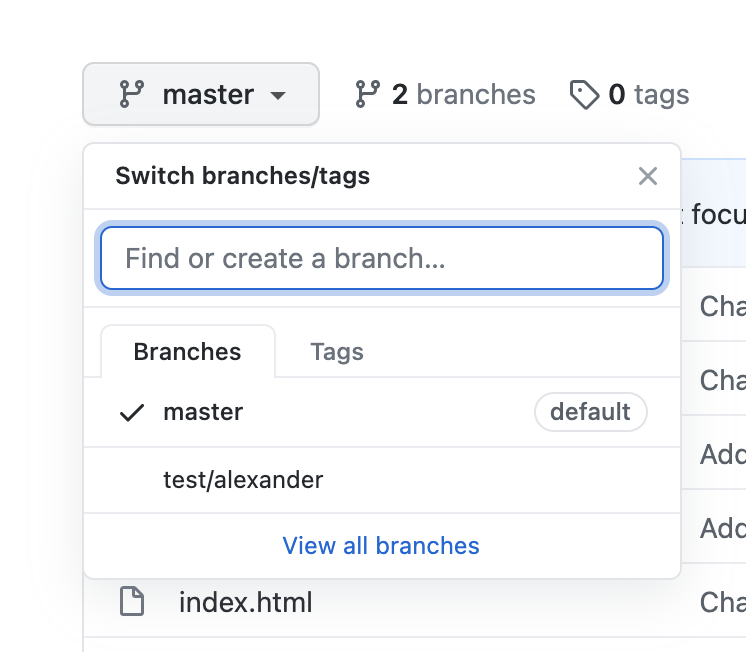 master 2 branches 0 tags
Switch branches/tags
Find or create a branch...
Branches Tags
master default
test/alexander
View all branches
index.html